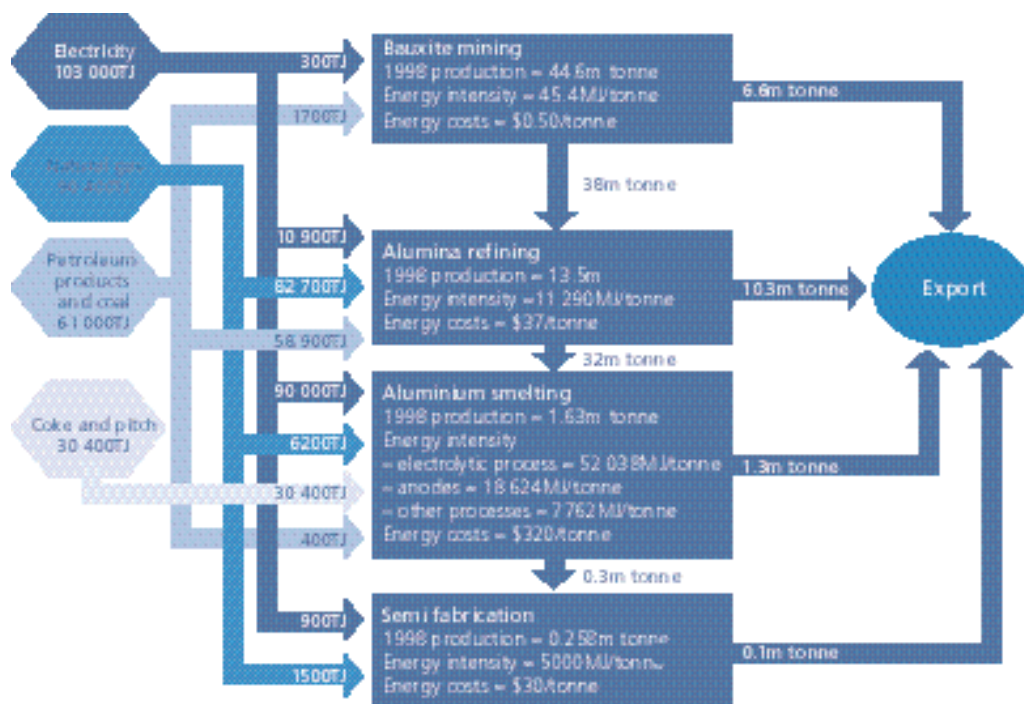 Electricity
103 000TJ
Natural gas
90 400TJ
Petroleum
products
and coal
61 000TJ
Coke and pitch
30 400TJ
300TJ
1700TJ
10 900TJ
82 700TJ
58 900TJ
90 000TJ
6200TJ
30 400TJ
400TJ
900TJ
1500TJ
Bauxite mining
1998 production = 44.6m tonne
Energy intensity = 45.4MJ/tonne
Energy costs = $0.50/tonne
38m tonne
Alumina refining
1998 production = 13.5m
Energy intensity =11 290MJ/tonne
Energy costs = $37/tonne
32m tonne
Aluminium smelting
1998 production = 1.63m tonne
Energy intensity
– electrolytic process = 52 038MJ/tonne
– anodes = 18 624MJ/tonne
– other processes = 7762MJ/tonne
Energy costs = $320/tonne
0.3m tonne
Semi fabrication
1998 production = 0.258m tonne
Energy intensity = 5000MJ/tonne
Energy costs = $30/tonne
6.6m tonne
10.3m tonne
1.3m tonne
0.1m tonne
Export